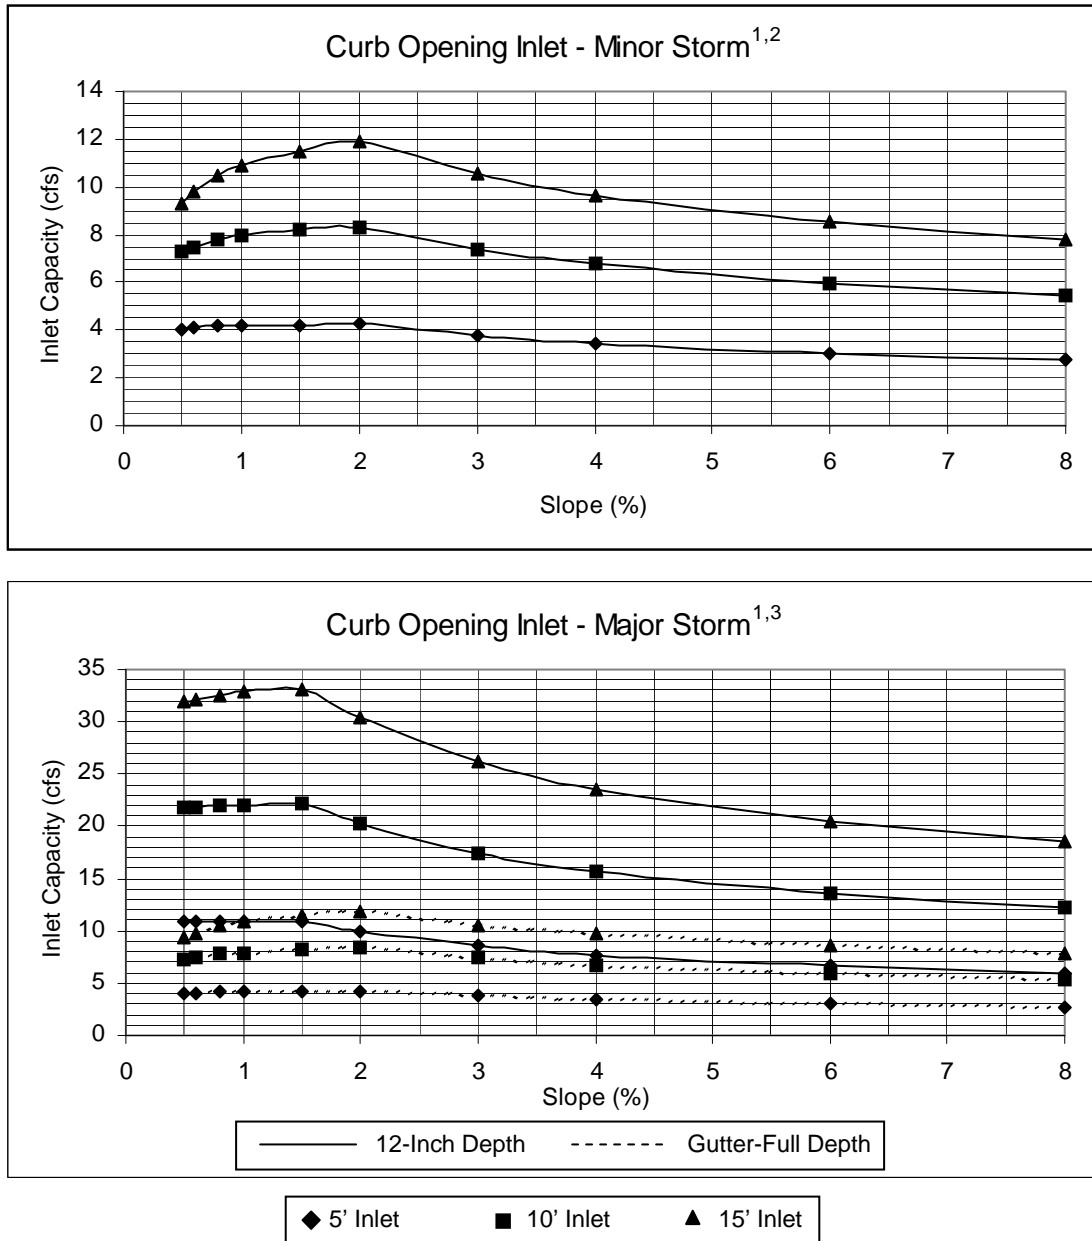 Curb Opening Inlet - Minor Storm1,2
14
12
10
8
6
4
2
0
Inlet Capacity (cfs)
0 1 2 3 4 5 6 7 8
Slope (%)
Curb Opening Inlet - Major Storm1,3
35
30
25
20
15
10
5
0
Inlet Capacity (cfs)
0 1 2 3 4 5 6 7 8
Slope (%)
12-Inch Depth Gutter-Full Depth
5' Inlet 10' Inlet 15' Inlet